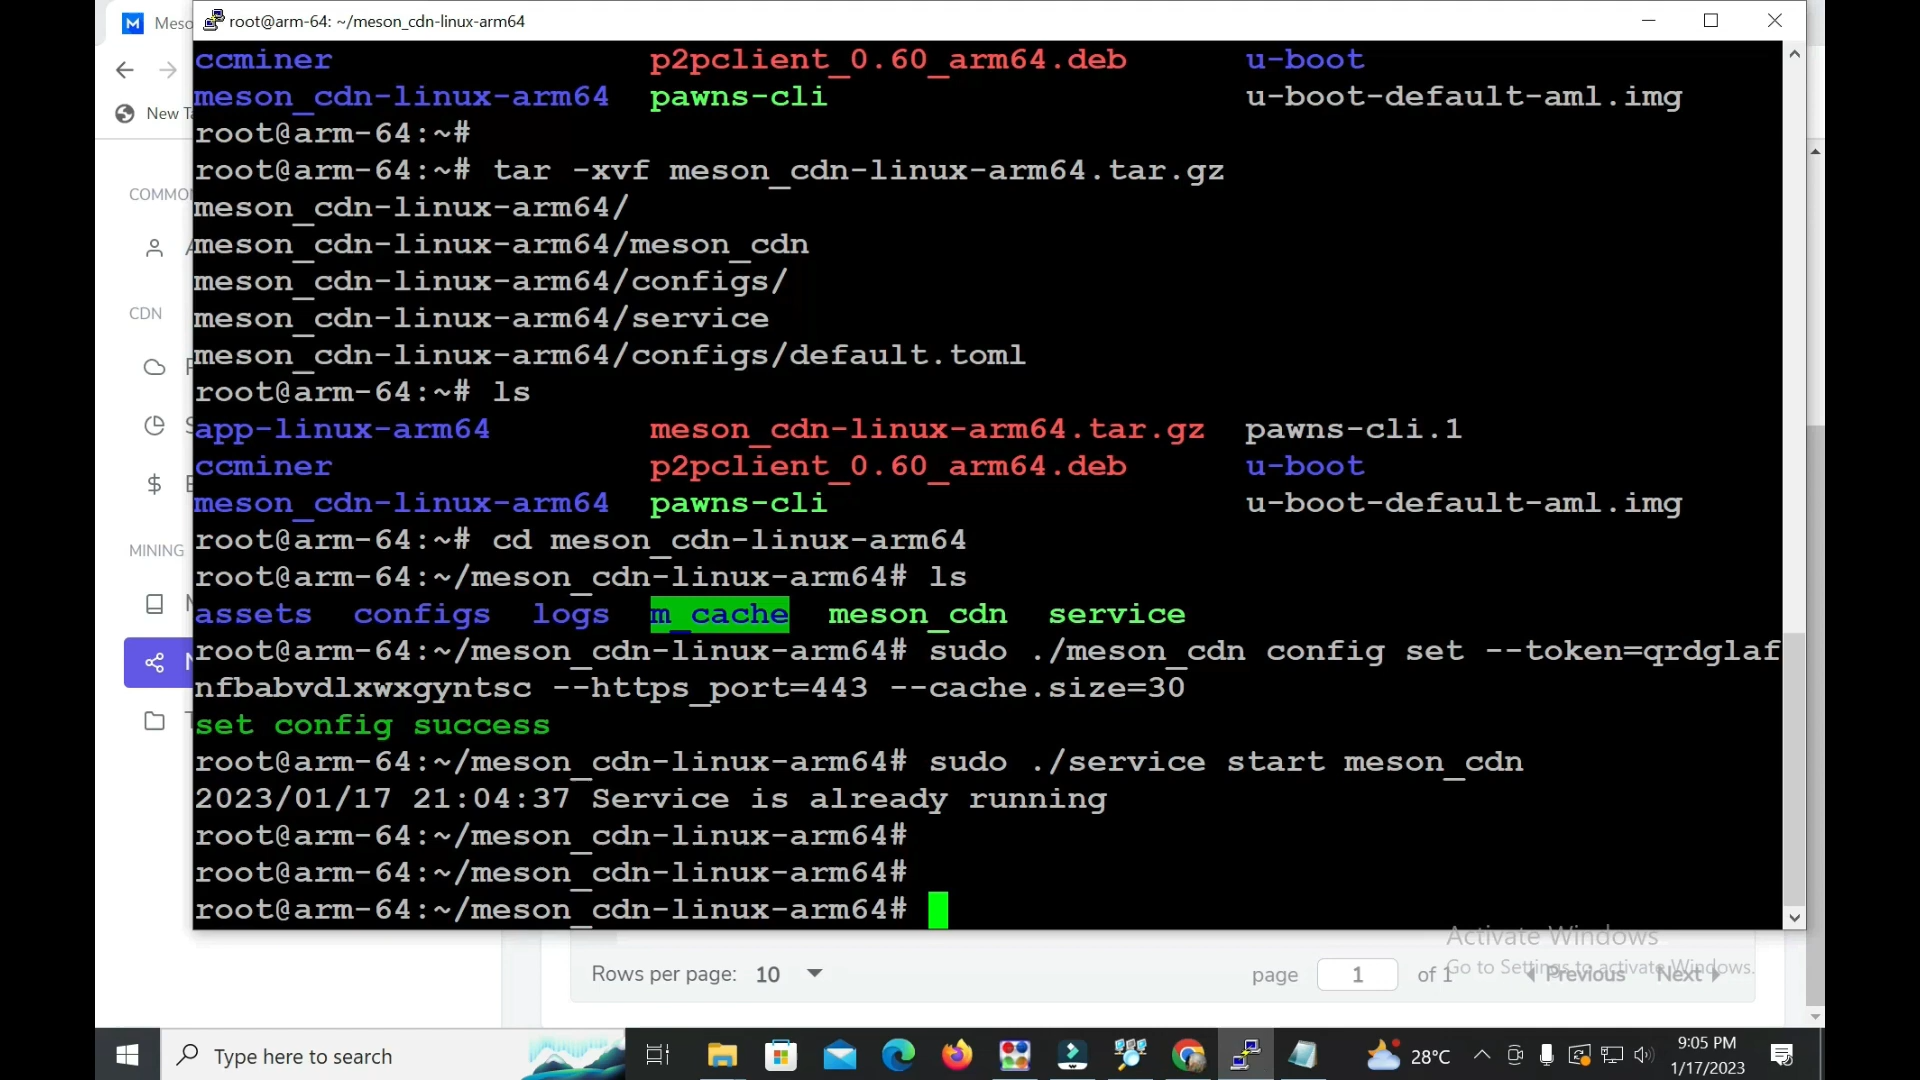 Meso
root@arm-64: ~/meson_cdn-linux-arm64
New Ta
COMMON
CDN
MINING
ccminer p2pclient_0.60_arm64.deb u-boot
meson_cdn-linux-arm64 pawns-cli u-boot-default-aml.img
root@arm-64:~#
root@arm-64:~# tar -xvf meson_cdn-linux-arm64.tar.gz
meson_cdn-linux-arm64/
meson_cdn-linux-arm64/meson_cdn
meson_cdn-linux-arm64/configs/
meson_cdn-linux-arm64/service
meson_cdn-linux-arm64/configs/default.toml
root@arm-64:~# ls
app-linux-arm64 meson_cdn-linux-arm64.tar.gz pawns-cli.1
ccminer p2pclient_0.60_arm64.deb u-boot
meson_cdn-linux-arm64 pawns-cli u-boot-default-aml.img
root@arm-64:~# cd meson_cdn-linux-arm64
root@arm-64:~/meson_cdn-linux-arm64# ls
assets configs logs m_cache meson_cdn service
root@arm-64:~/meson_cdn-linux-arm64# sudo ./meson_cdn config set --token=qrdglaf
nfbabvdlxwxgyntsc --https_port=443 --cache.size=30
set config success
root@arm-64:~/meson_cdn-linux-arm64# sudo ./service start meson_cdn
2023/01/17 21:04:37 Service is already running
root@arm-64:~/meson_cdn-linux-arm64#
root@arm-64:~/meson_cdn-linux-arm64#
root@arm-64:~/meson_cdn-linux-arm64#
Activate Windows
Go to Settings to activate Windows.
Rows per page: 10 page 1 of 1 Previous Next
Type here to search
28°C
9:05 PM
1/17/2023